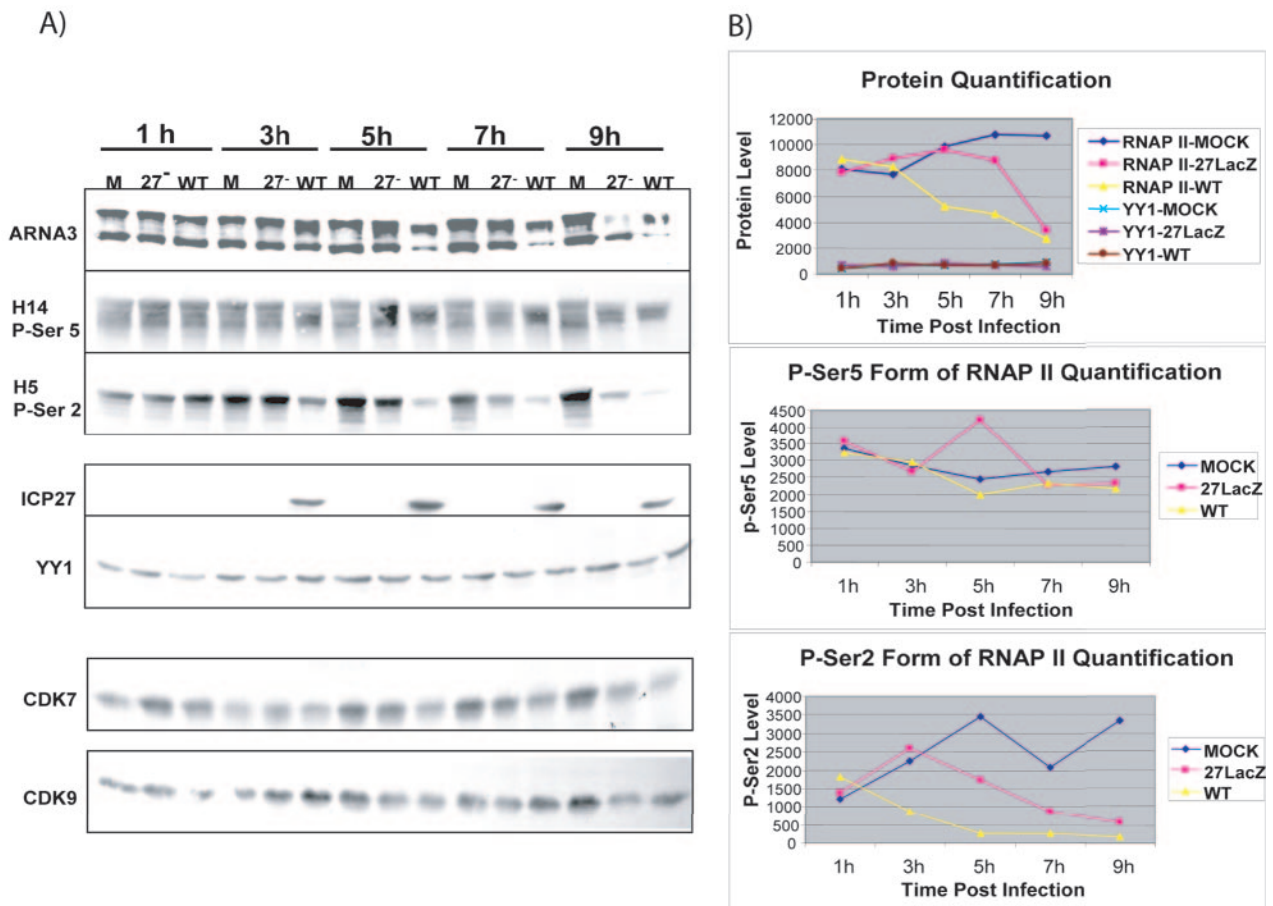 A)
1 h 3h 5h 7h 9h
M 27- WT M 27- WT M 27- WT M 27- WT M 27- WT
ARNA3
H14
P-Ser 5
H5
P-Ser 2
ICP27
YY1
CDK7
CDK9
B)
Protein Quantification
Protein Level
12000
10000
8000
6000
4000
2000
0
1h 3h 5h 7h 9h
Time Post Infection
RNAP II-MOCK
RNAP II-27LacZ
RNAP II-WT
YY1-MOCK
YY1-27LacZ
YY1-WT
P-Ser5 Form of RNAP II Quantification
p-Ser5 Level
4500
4000
3500
3000
2500
2000
1500
1000
500
0
1h 3h 5h 7h 9h
Time Post Infection
MOCK
27LacZ
WT
P-Ser2 Form of RNAP II Quantification
P-Ser2 Level
4000
3500
3000
2500
2000
1500
1000
500
0
1h 3h 5h 7h 9h
Time Post Infection
MOCK
27LacZ
WT